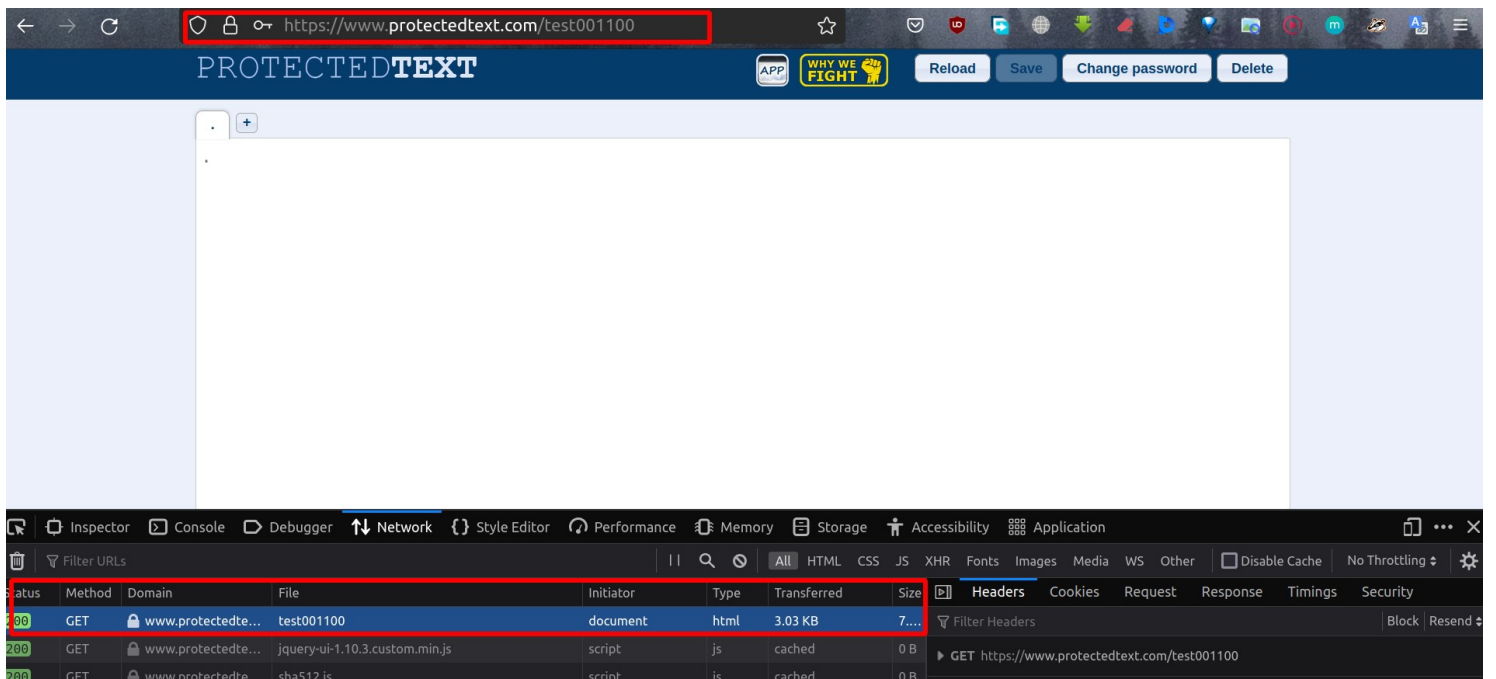 https://www.protectedtext.com/test001100
PROTECTEDTEXT
APP
WHY WE FIGHT
Reload Save Change password Delete
. +
.
Inspector Console Debugger Network {} Style Editor Performance Memory Storage Accessibility Application
Filter URLs All HTML CSS JS XHR Fonts Images Media WS Other Disable Cache No Throttling
Status Method Domain File Initiator Type Transferred Size Headers Cookies Request Response Timings Security
200 GET www.protectedte... test001100 document html 3.03 KB 7.... Filter Headers Block Resend
200 GET www.protectedte... jquery-ui-1.10.3.custom.min.js script js cached 0 B
GET https://www.protectedtext.com/test001100
200 GET www.protectedte... sha512.js script js cached 0 B